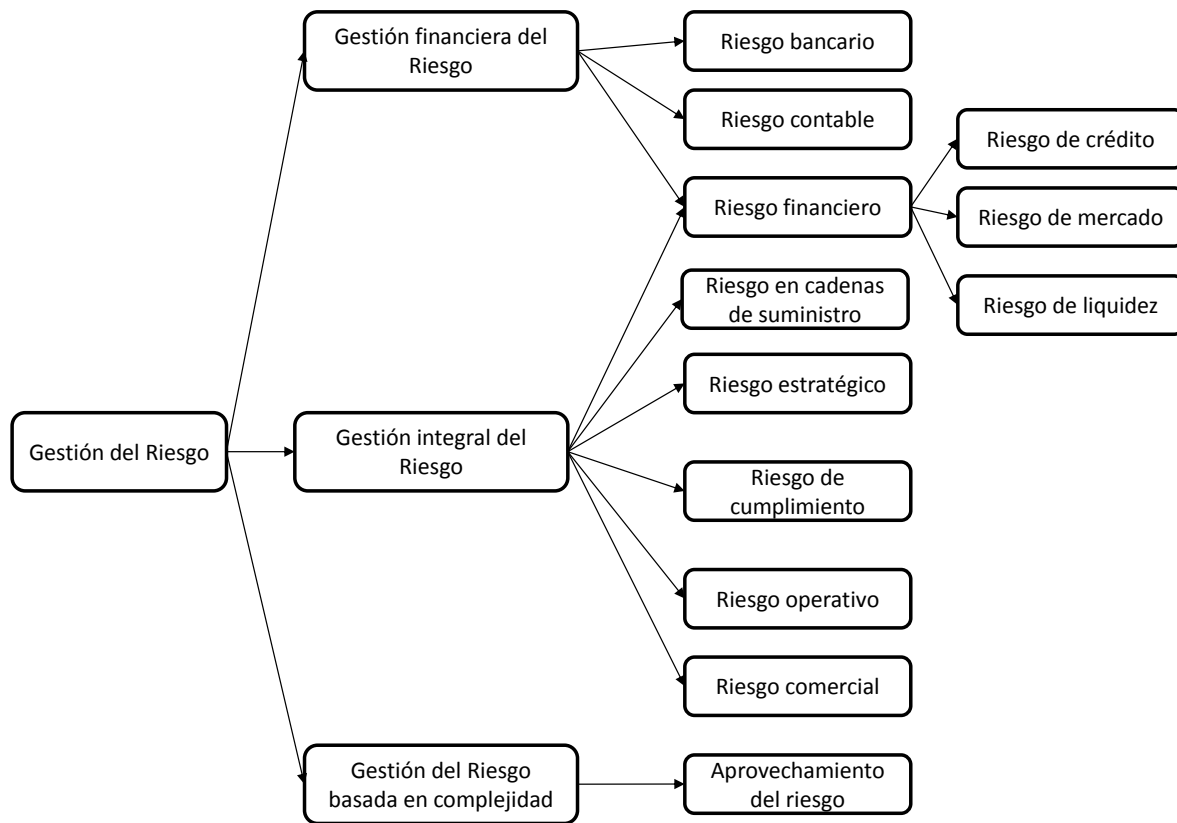 Gestión financiera del
Riesgo
Riesgo bancario
Riesgo contable
Riesgo de crédito
Riesgo financiero
Riesgo de mercado
Riesgo en cadenas
de suministro
Riesgo de liquidez
Riesgo estratégico
Gestión del Riesgo
Gestión integral del
Riesgo
Riesgo de
cumplimiento
Riesgo operativo
Riesgo comercial
Gestión del Riesgo
basada en complejidad
Aprovechamiento
del riesgo